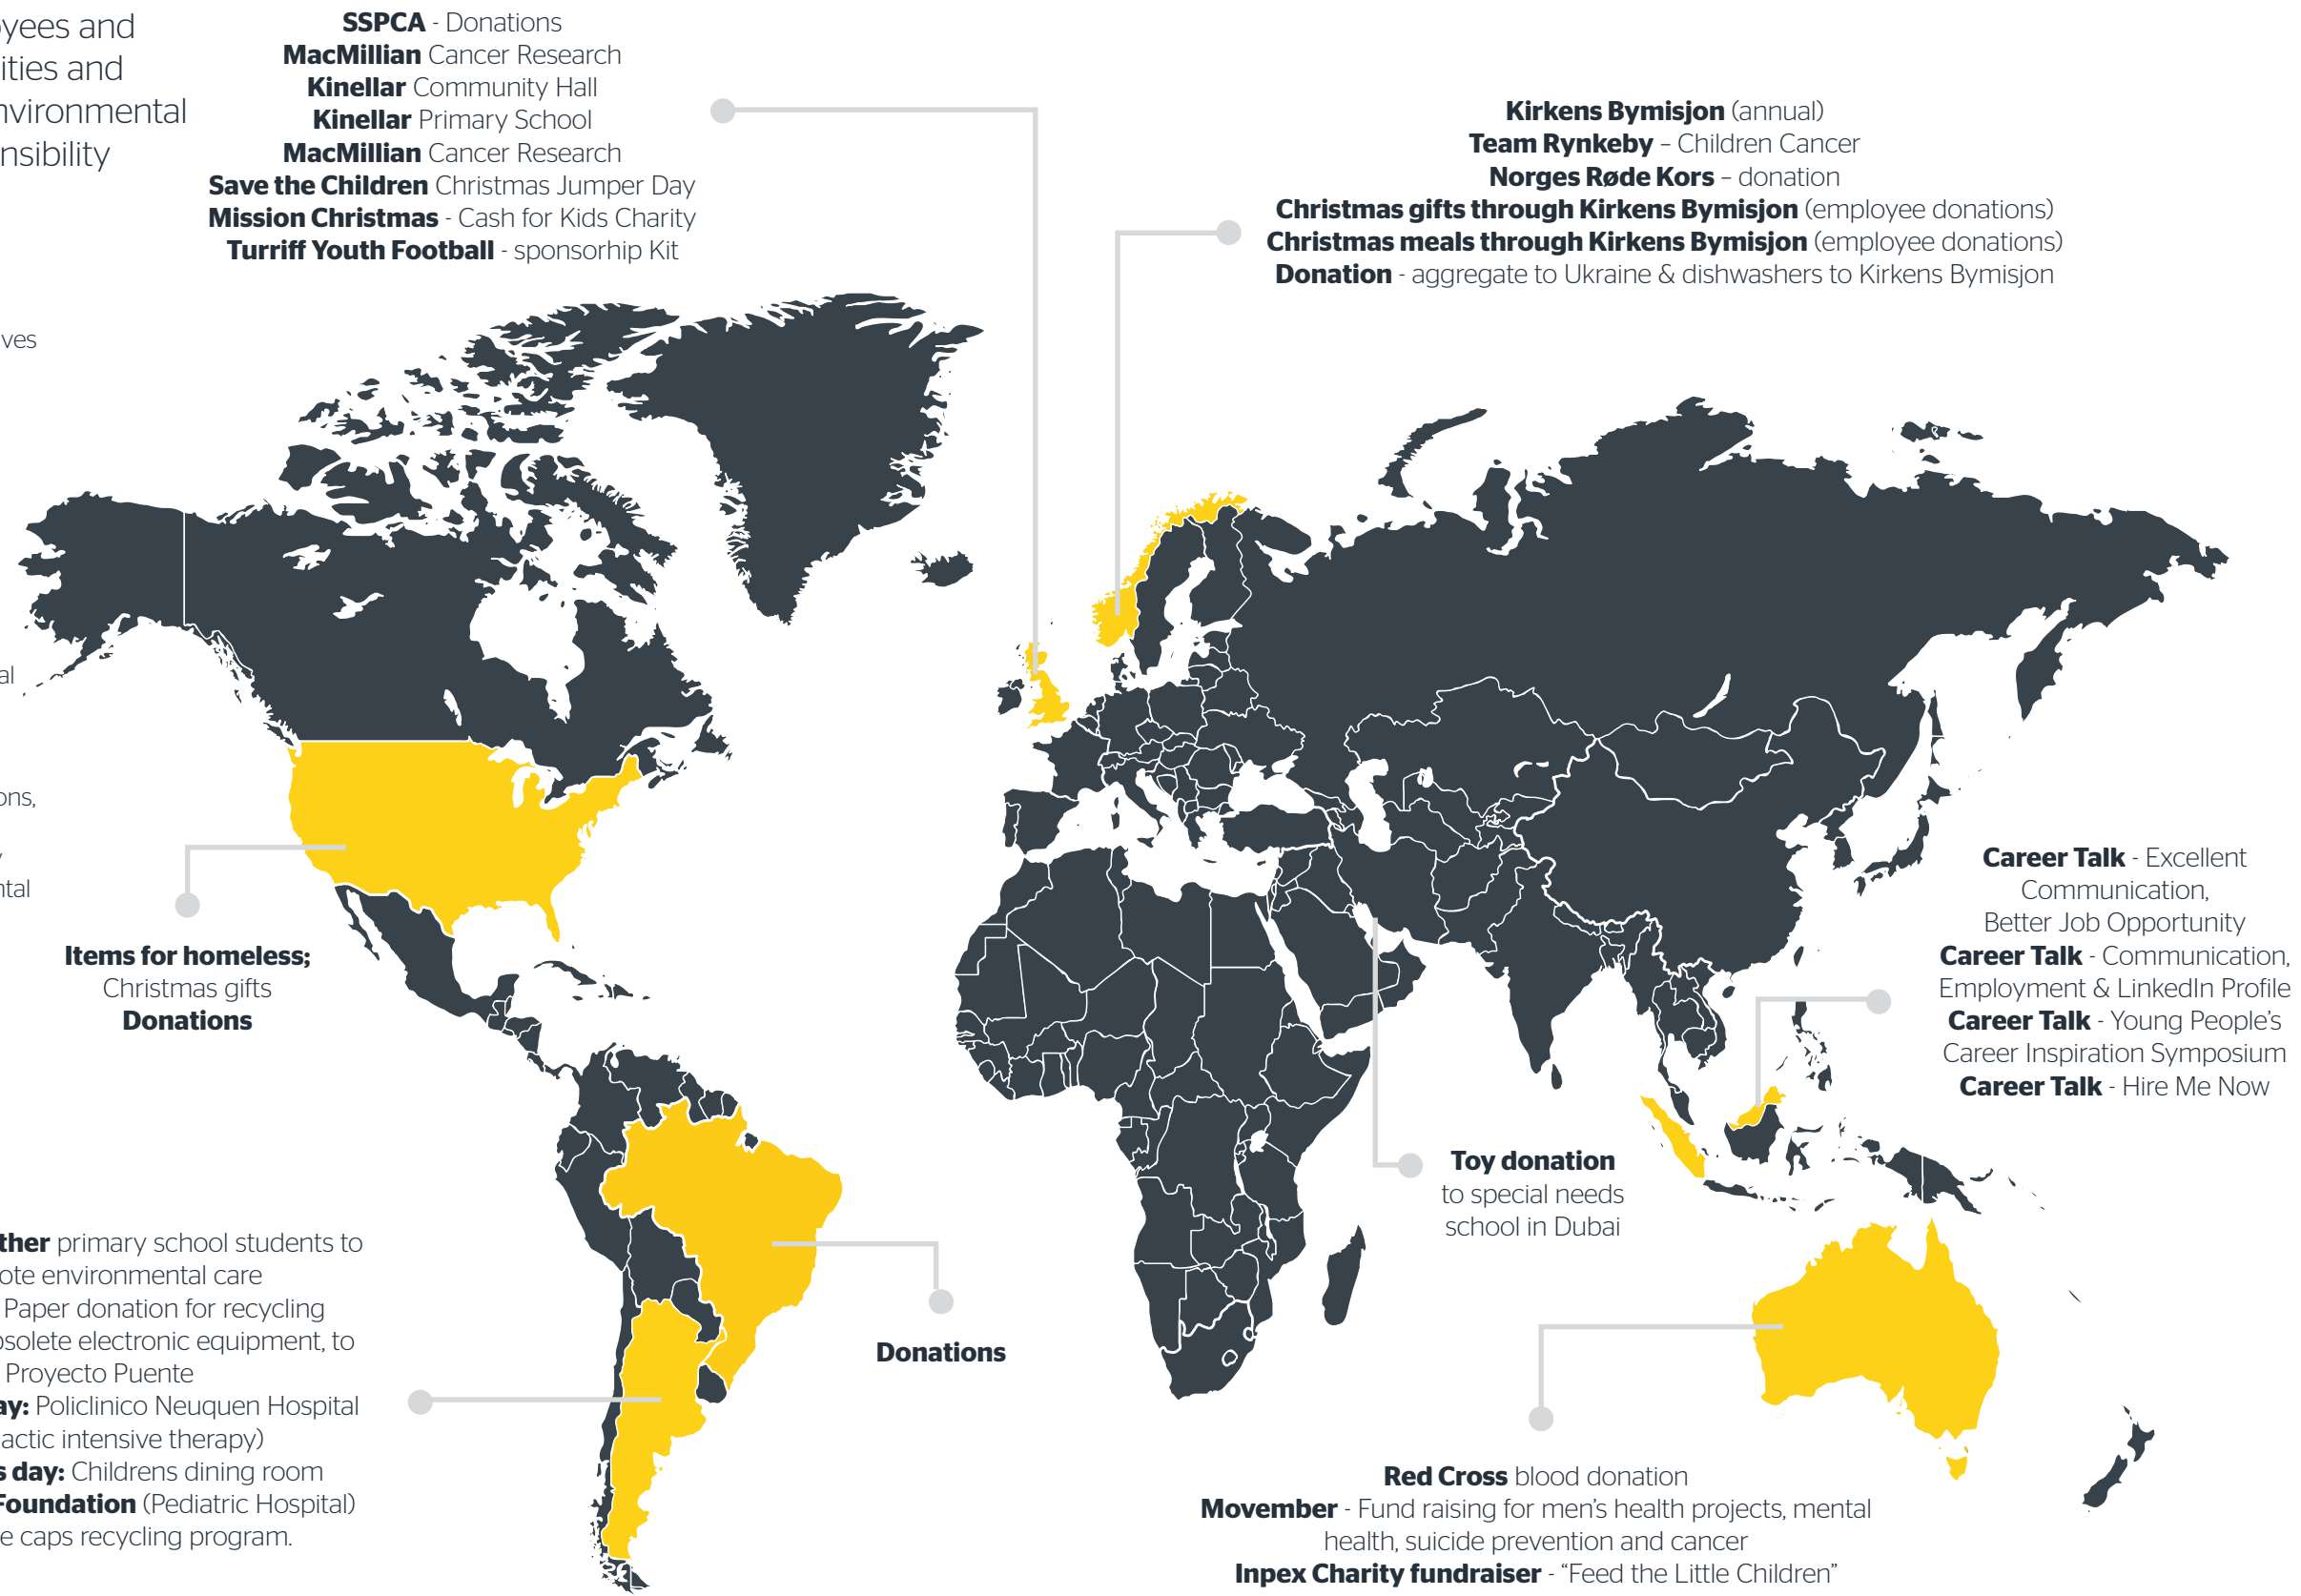 yees and
ities and
nvironmental
nsibility
ves
al
ons,
ntal
SSPCA - Donations
MacMillian Cancer Research
Kinellar Community Hall
Kinellar Primary School
MacMillian Cancer Research
Save the Children Christmas Jumper Day
Mission Christmas - Cash for Kids Charity
Turriff Youth Football - sponsorhip Kit
Kirkens Bymisjon (annual)
Team Rynkeby – Children Cancer
Norges Røde Kors – donation
Christmas gifts through Kirkens Bymisjon (employee donations)
Christmas meals through Kirkens Bymisjon (employee donations)
Donation - aggregate to Ukraine & dishwashers to Kirkens Bymisjon
Items for homeless;
Christmas gifts
Donations
Career Talk - Excellent
Communication,
Better Job Opportunity
Career Talk - Communication,
Employment & LinkedIn Profile
Career Talk - Young People's
Career Inspiration Symposium
Career Talk - Hire Me Now
Toy donation
to special needs
school in Dubai
ther primary school students to
ote environmental care
Paper donation for recycling
bsolete electronic equipment, to
Proyecto Puente
ay: Policlinico Neuquen Hospital
actic intensive therapy)
s day: Childrens dining room
Foundation (Pediatric Hospital)
e caps recycling program.
Donations
Red Cross blood donation
Movember - Fund raising for men's health projects, mental
health, suicide prevention and cancer
Inpex Charity fundraiser - “Feed the Little Children”